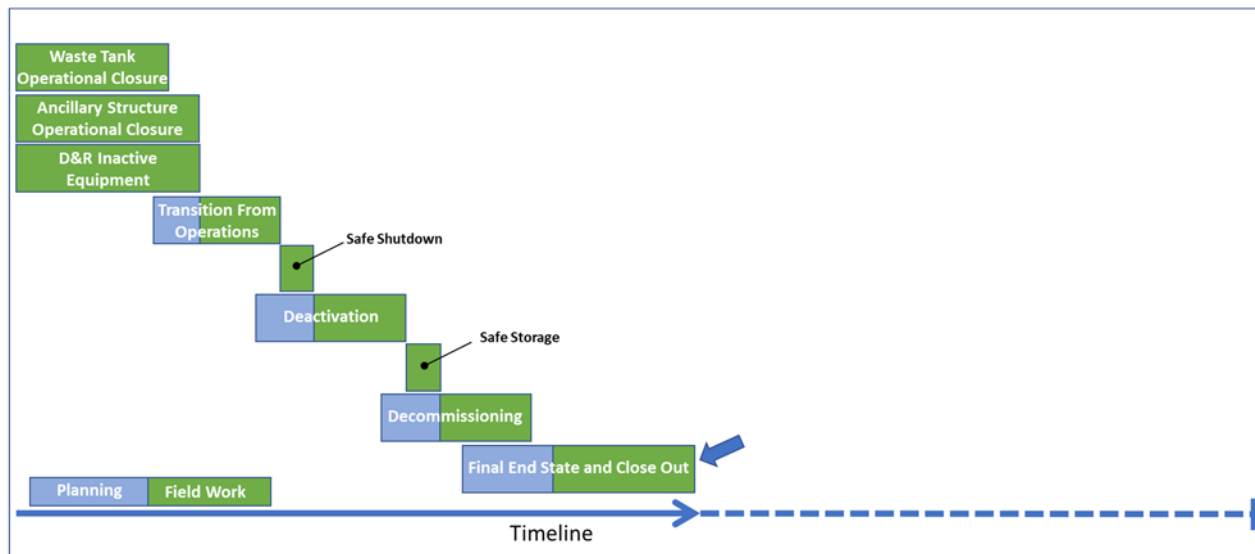 Waste Tank
Operational Closure
Ancillary Structure
Operational Closure
D&R Inactive
Equipment
Transition From
Operations
Safe Shutdown
Deactivation
Safe Storage
Decommissioning
Final End State and Close Out
Planning
Field Work
Timeline